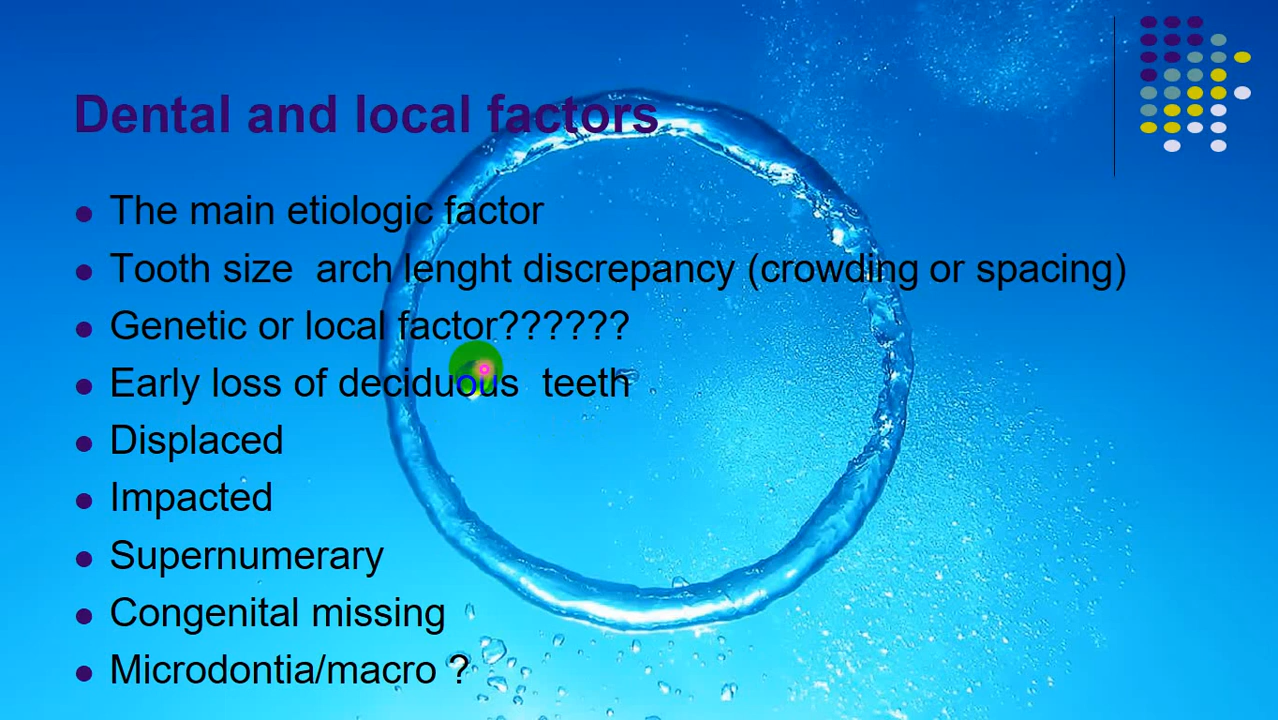 Dental and local factors
The main etiologic factor
Tooth size  arch lenght discrepancy (crowding or spacing)
Genetic or local factor??????
Early loss of deciduous  teeth
Displaced
Impacted
Supernumerary
Congenital missing
Microdontia/macro ?